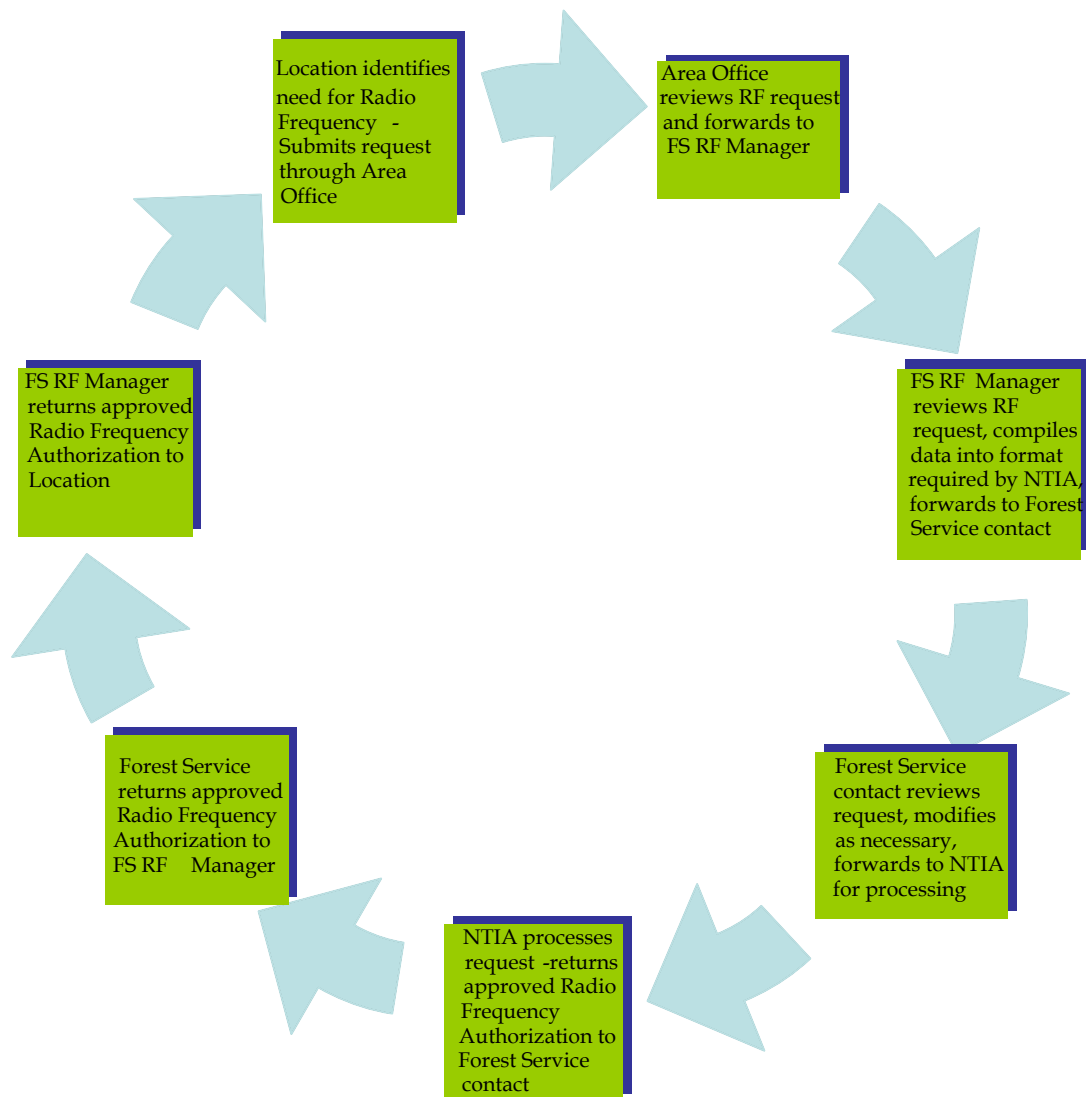 Location identifies
need for Radio
Frequency -
Submits request
through Area
Office
Area Office
reviews RF request
and forwards to
FS RF Manager
FS RF Manager
reviews RF
request, compiles
data into format
required by NTIA,
forwards to Forest
Service contact
Forest Service
contact reviews
request, modifies
as necessary,
forwards to NTIA
for processing
NTIA processes
request -returns
approved Radio
Frequency
Authorization to
Forest Service
contact
Forest Service
returns approved
Radio Frequency
Authorization to
FS RF Manager
FS RF Manager
returns approved
Radio Frequency
Authorization to
Location